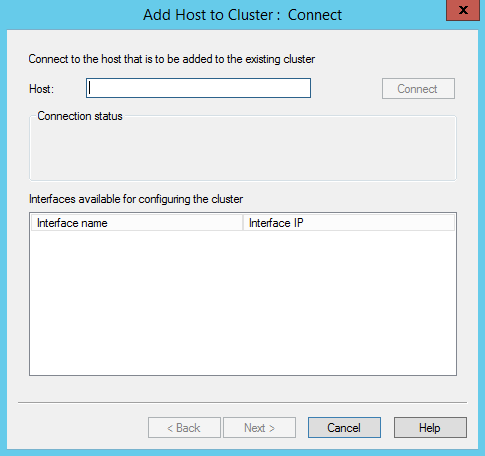 Add Host to Cluster : Connect
x
Connect to the host that is to be added to the existing cluster
Host:
Connect
Connection status
Interfaces available for configuring the cluster
Interface name Interface IP
< Back Next > Cancel Help